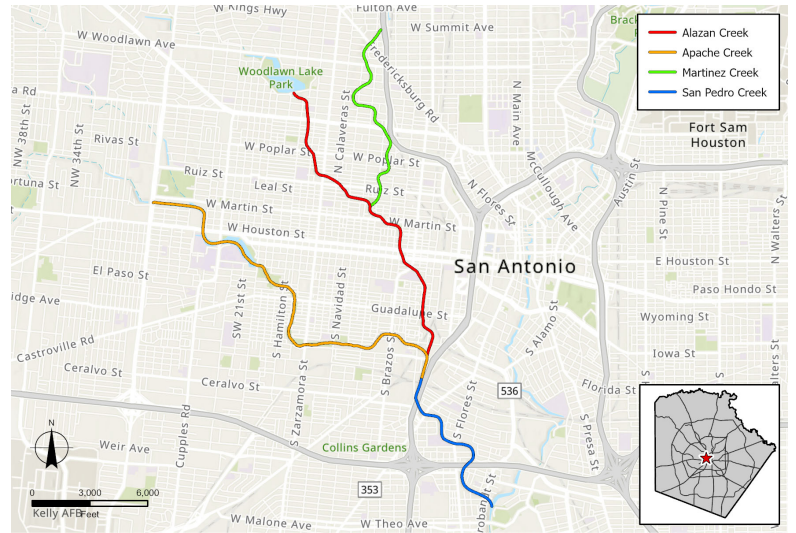 W Kings Hwy
Fulton Ave
W Summit Ave
W Woodlawn Ave
Woodlawn Lake
Park
Fredericksburg Rd
Alazan Creek
Apache Creek
Martinez Creek
San Pedro Creek
NW 38th St
NW 34th St
Rivas St
N Calaveras St
N Main Ave
Fort Sam
Houston
W Poplar St
W Poplar St
McCullough Ave
Austin St
Ruiz St
Leal St
Ruiz St
N Flores St
N Pine St
N Walters St
W Martin St
W Martin St
W Houston St
San Antonio
E Houston St
El Paso St
Paso Hondo St
SW 21st St
S Hamilton St
S Navidad St
Guadalupe St
S Alamo St
Wyoming St
Castroville Rd
Iowa St
S Brazos St
Ceralvo St
Ceralvo St
536
Florida St
S Zarzamora St
S Flores St
S Presa St
Cupples Rd
Weir Ave
Collins Gardens
N
353
0
3,000
6,000
Feet
Kelly AFB
W Malone Ave
W Theo Ave